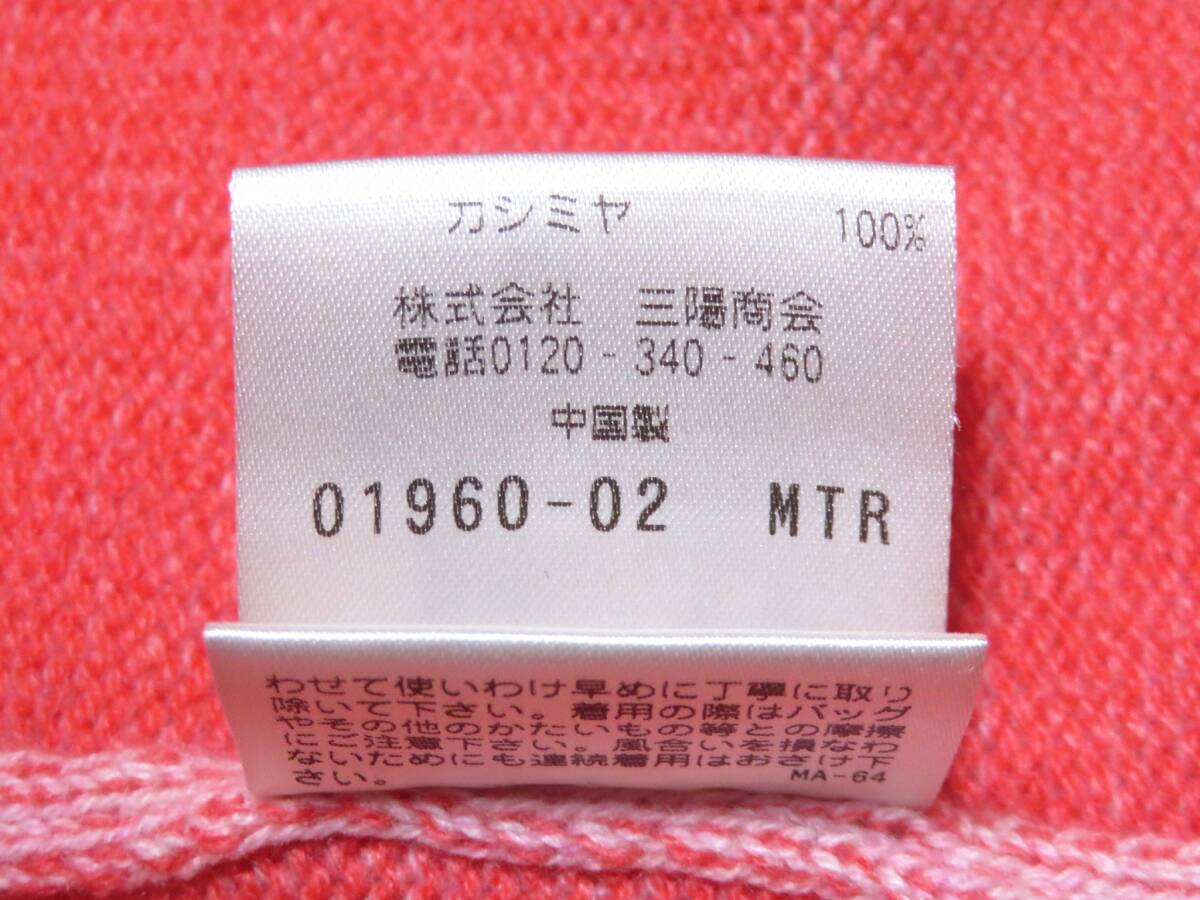 カシミヤ 100%
株式会社 三陽商会
電話0120-340-460
中国製
01960-02 MTR
わせて使いわけ早めに丁寧に取り
除いて下さい。着用の際はバッグ
やその他のかたいもの等との摩擦
にご注意下さい。風合いを損なわ
ないためにも連続着用はおさけ下
さい。 MA-64